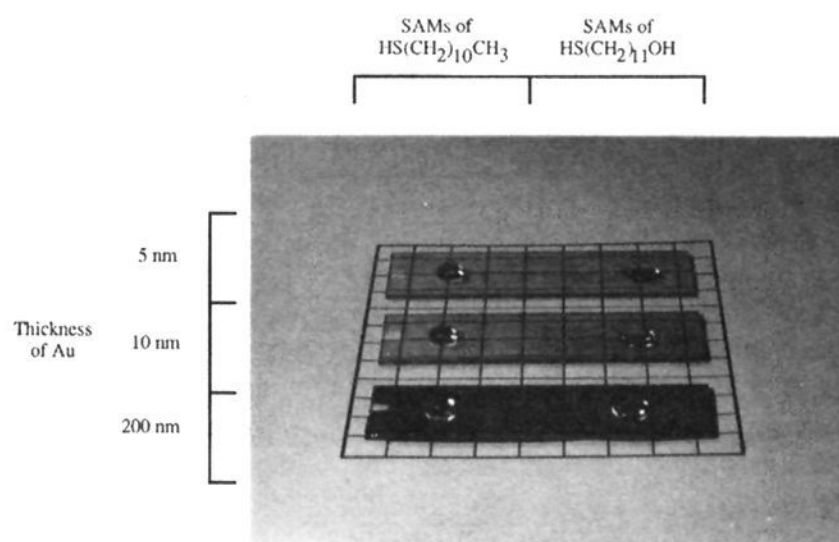 SAMs of
HS(CH2)10CH3
SAMs of
HS(CH2)11OH
5 nm
Thickness
of Au
10 nm
200 nm